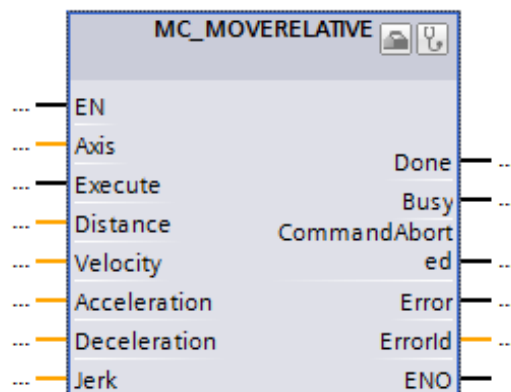 MC_MOVERELATIVE
... EN
... Axis
Done ...
... Execute
Busy ...
... Distance
CommandAbort
... Velocity
ed ...
... Acceleration
Error ...
... Deceleration
ErrorId ...
... Jerk
ENO